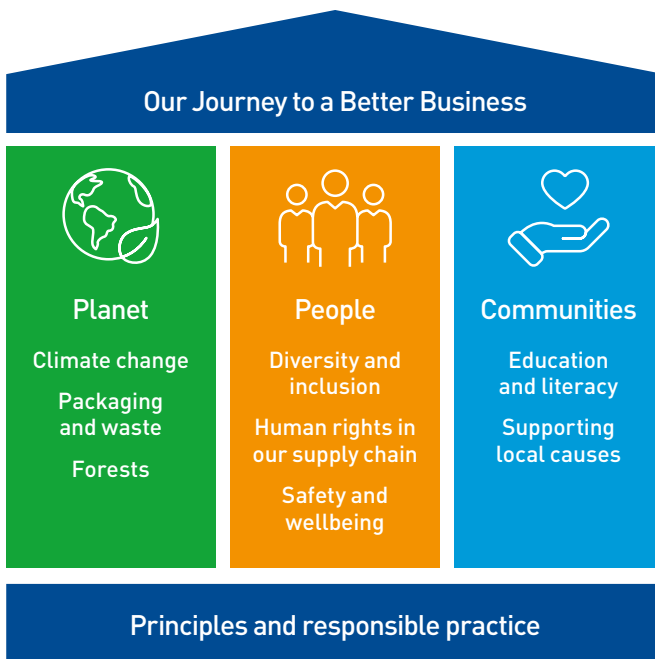 Our Journey to a Better Business
Planet
Climate change
Packaging
and waste
Forests
People
Diversity and
inclusion
Human rights in
our supply chain
Safety and
wellbeing
Communities
Education
and literacy
Supporting
local causes
Principles and responsible practice